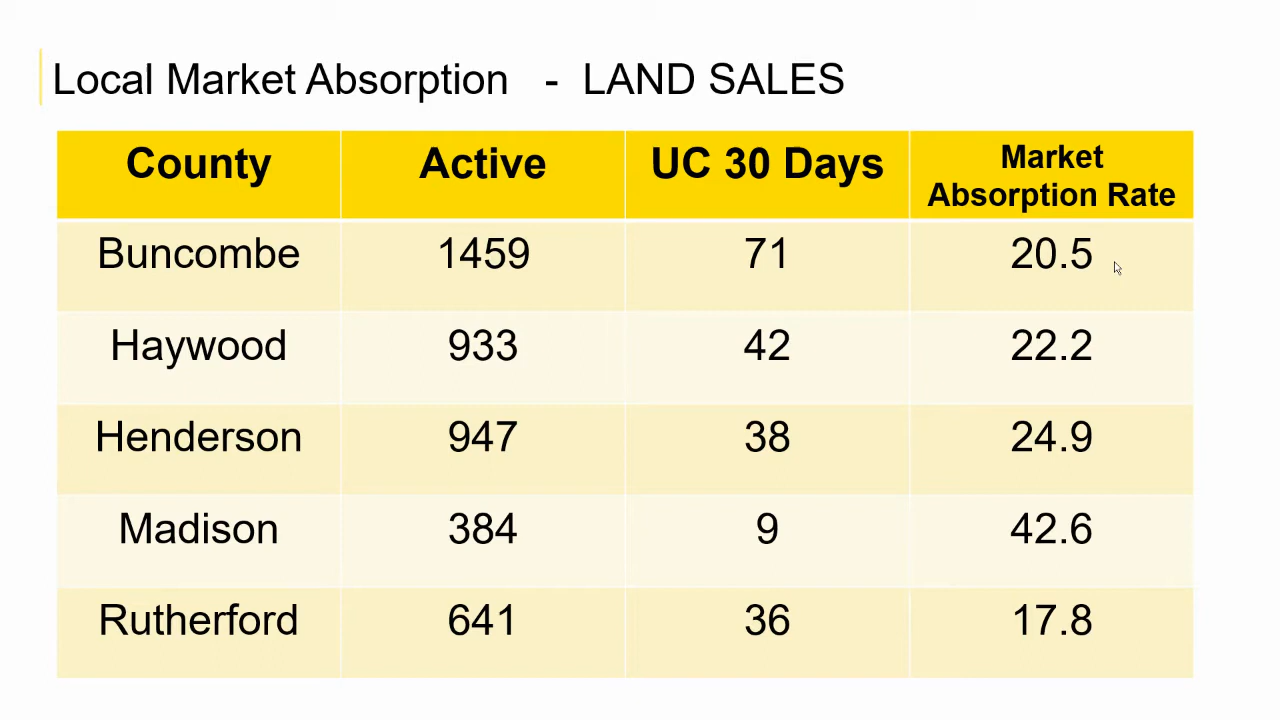 Local Market Absorption - LAND SALES
County Active UC 30 Days Market Absorption Rate
Buncombe 1459 71 20.5
Haywood 933 42 22.2
Henderson 947 38 24.9
Madison 384 9 42.6
Rutherford 641 36 17.8